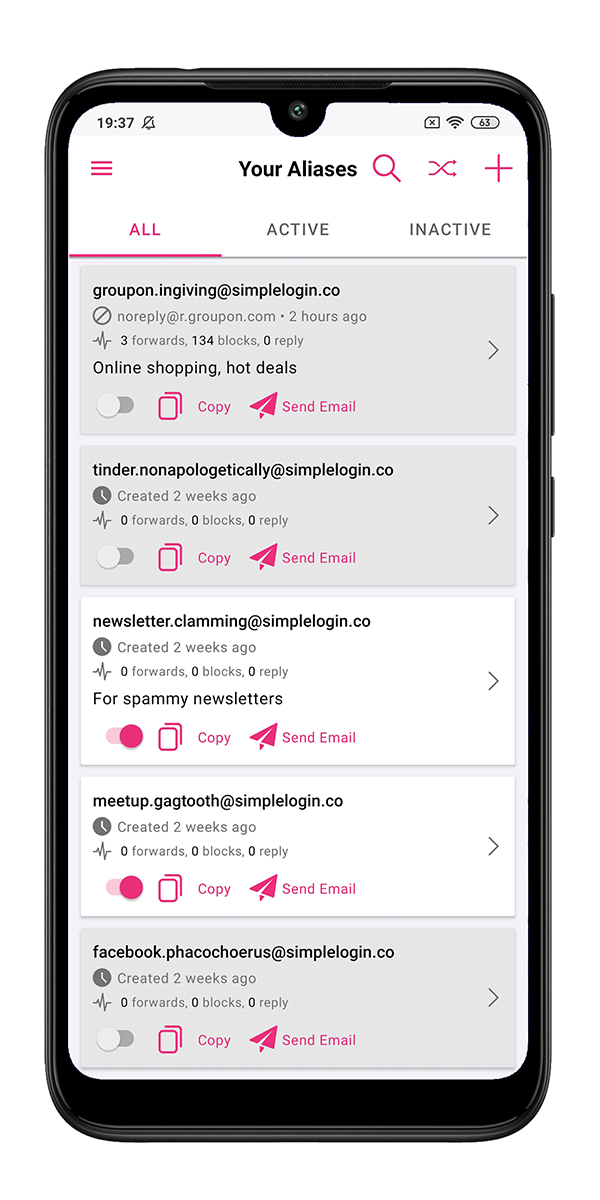 19:37 63
Your Aliases
ALL ACTIVE INACTIVE
groupon.ingiving@simplelogin.co
noreply@r.groupon.com • 2 hours ago
3 forwards, 134 blocks, 0 reply
Online shopping, hot deals
Copy Send Email
tinder.nonapologetically@simplelogin.co
Created 2 weeks ago
0 forwards, 0 blocks, 0 reply
Copy Send Email
newsletter.clamming@simplelogin.co
Created 2 weeks ago
0 forwards, 0 blocks, 0 reply
For spammy newsletters
Copy Send Email
meetup.gagtooth@simplelogin.co
Created 2 weeks ago
0 forwards, 0 blocks, 0 reply
Copy Send Email
facebook.phacochoerus@simplelogin.co
Created 2 weeks ago
0 forwards, 0 blocks, 0 reply
Copy Send Email